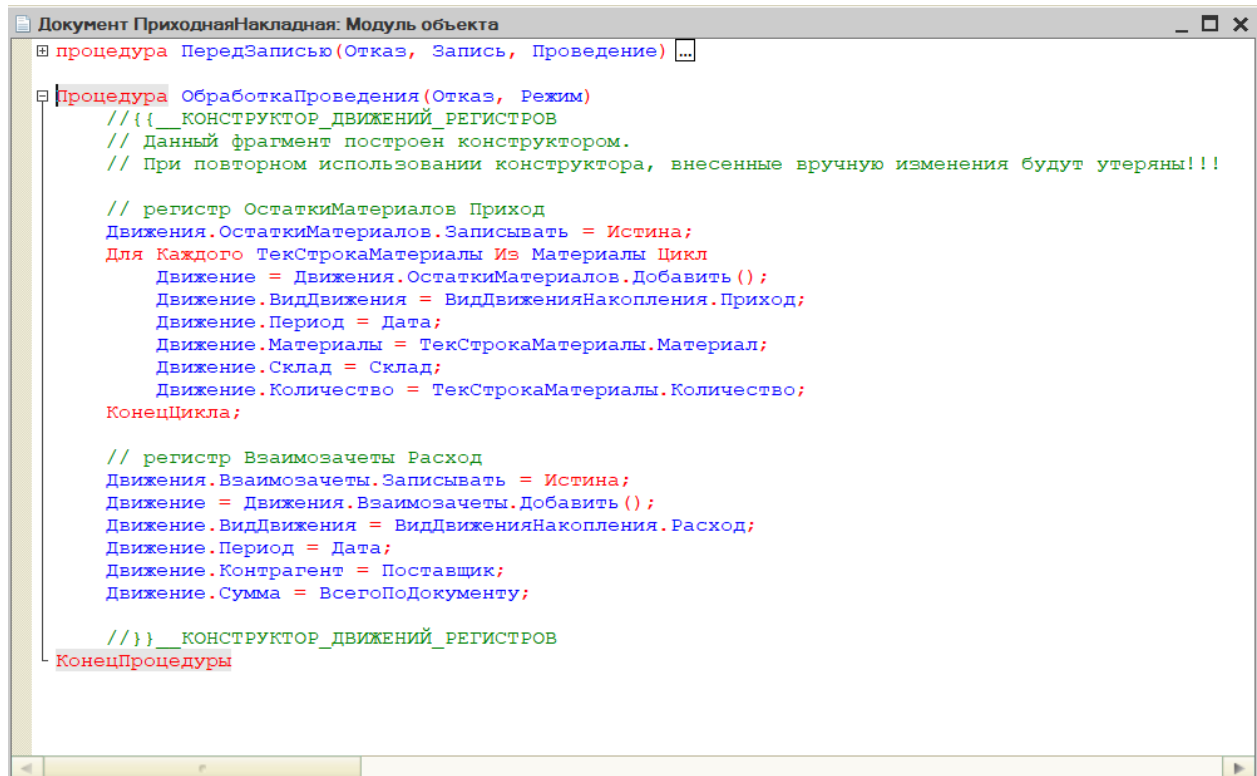 Документ ПриходнаяНакладная: Модуль объекта
процедура ПередЗаписью(Отказ, Запись, Проведение) ...
Процедура ОбработкаПроведения(Отказ, Режим)
//{{__КОНСТРУКТОР_ДВИЖЕНИЙ_РЕГИСТРОВ
// Данный фрагмент построен конструктором.
// При повторном использовании конструктора, внесенные вручную изменения будут утеряны!!!
// регистр ОстаткиМатериалов Приход
Движения.ОстаткиМатериалов.Записывать = Истина;
Для Каждого ТекСтрокаМатериалы Из Материалы Цикл
Движение = Движения.ОстаткиМатериалов.Добавить();
Движение.ВидДвижения = ВидДвиженияНакопления.Приход;
Движение.Период = Дата;
Движение.Материалы = ТекСтрокаМатериалы.Материал;
Движение.Склад = Склад;
Движение.Количество = ТекСтрокаМатериалы.Количество;
КонецЦикла;
// регистр Взаимозачеты Расход
Движения.Взаимозачеты.Записывать = Истина;
Движение = Движения.Взаимозачеты.Добавить();
Движение.ВидДвижения = ВидДвиженияНакопления.Расход;
Движение.Период = Дата;
Движение.Контрагент = Поставщик;
Движение.Сумма = ВсегоПоДокументу;
//}}__КОНСТРУКТОР_ДВИЖЕНИЙ_РЕГИСТРОВ
КонецПроцедуры